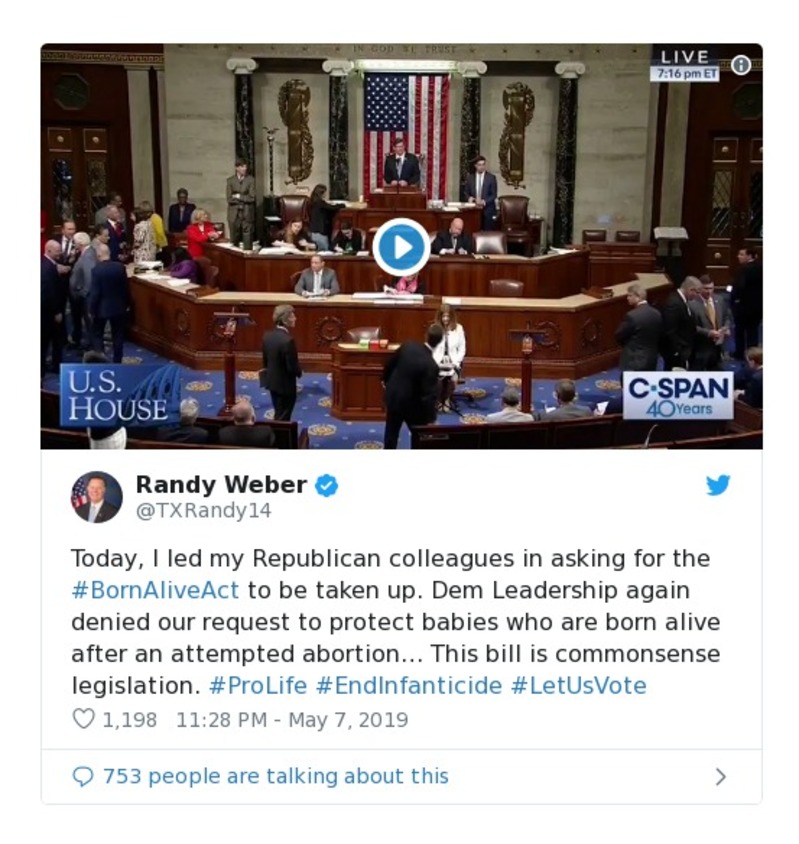 IN GOD WE TRUST
LIVE
7:16 pm ET
U.S.
HOUSE
C-SPAN
40Years
Randy Weber
@TXRandy14
Today, I led my Republican colleagues in asking for the
#BornAliveAct to be taken up. Dem Leadership again
denied our request to protect babies who are born alive
after an attempted abortion... This bill is commonsense
legislation. #ProLife #EndInfanticide #LetUsVote
1,198 11:28 PM - May 7, 2019
753 people are talking about this